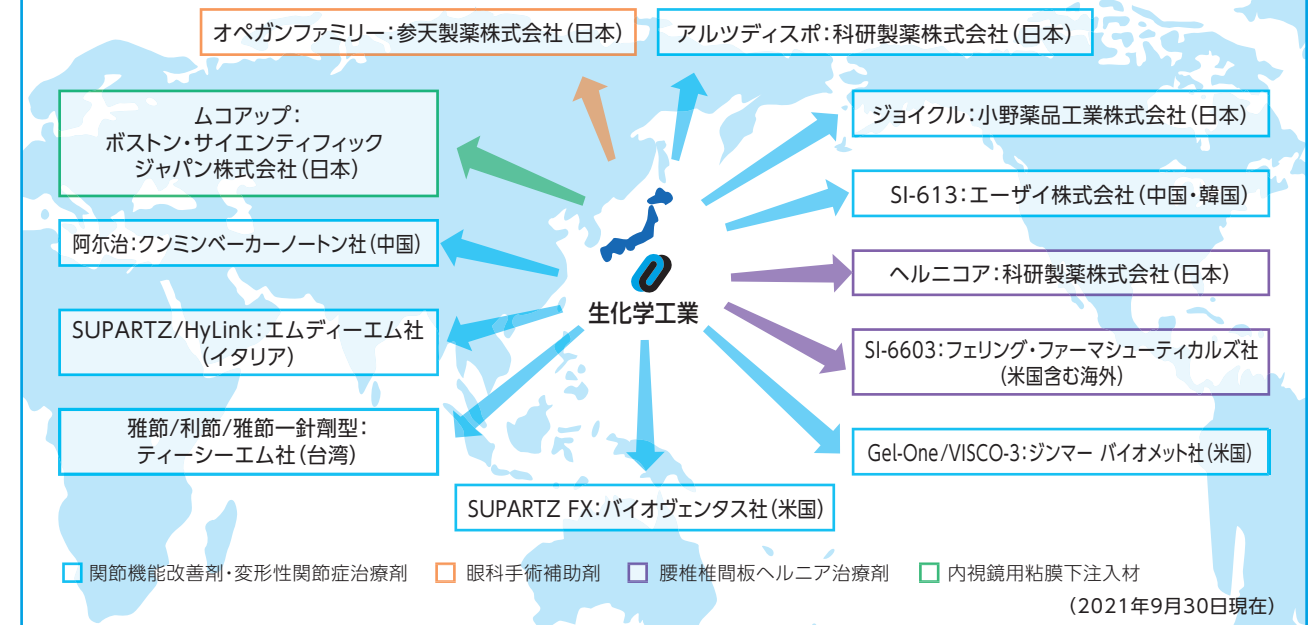 オペガンファミリー：参天製薬株式会社（日本）
アルツディスポ：科研製薬株式会社（日本）
ムコアップ：
ボストン・サイエンティフィック
ジャパン株式会社（日本）
ジョイクル：小野薬品工業株式会社（日本）
SI-613：エーザイ株式会社（中国・韓国）
阿尔治：クンミンベーカーノートン社（中国）
ヘルニコア：科研製薬株式会社（日本）
生化学工業
SUPARTZ/HyLink：エムディーエム社
（イタリア）
SI-6603：フェリング・ファーマシューティカルズ社
（米国含む海外）
雅節/利節/雅節一針劑型：
ティーシーエム社（台湾）
Gel-One/VISCO-3：ジンマー バイオメット社（米国）
SUPARTZ FX：バイオヴェンタス社（米国）
関節機能改善剤・変形性関節症治療剤
眼科手術補助剤
腰椎椎間板ヘルニア治療剤
内視鏡用粘膜下注入材
（2021年9月30日現在）